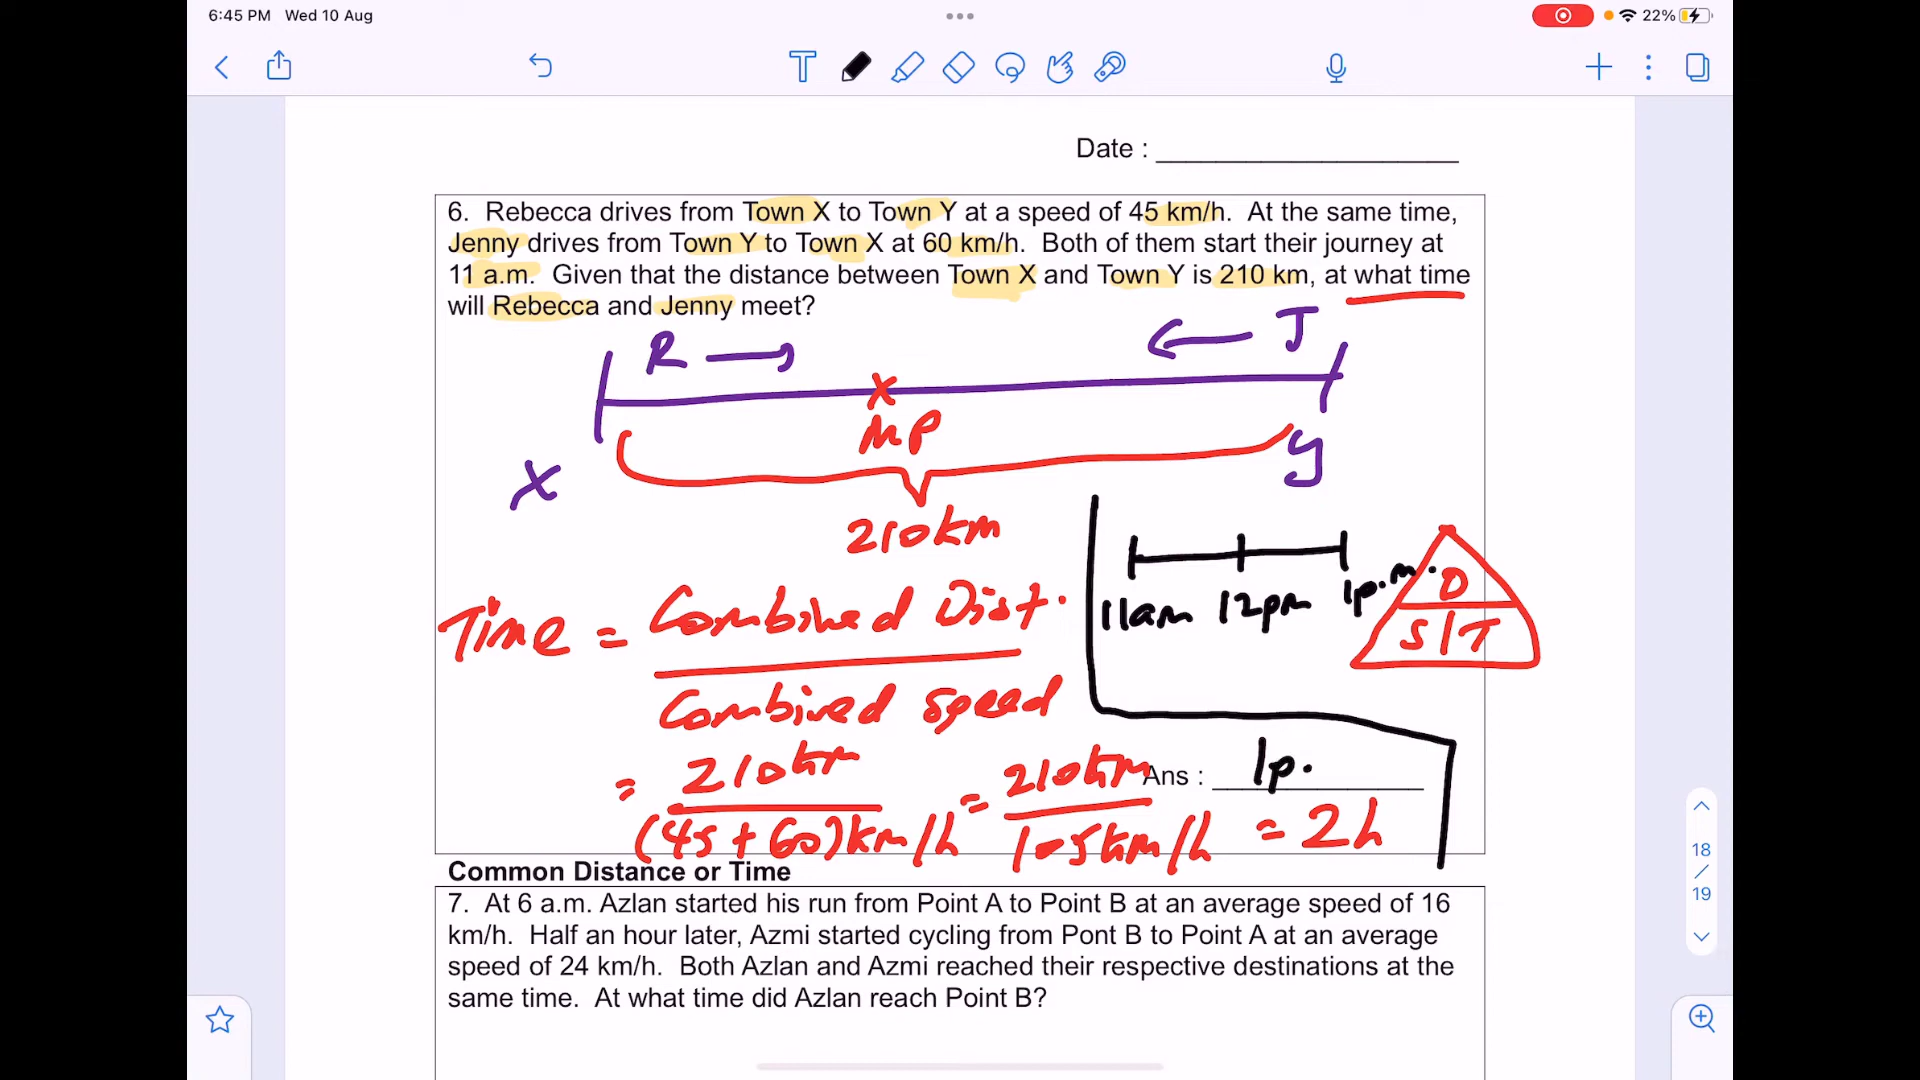 6:45 PM Wed 10 Aug
22%
T
Date :
6. Rebecca drives from Town X to Town Y at a speed of 45 km/h. At the same time,
Jenny drives from Town Y to Town X at 60 km/h. Both of them start their journey at
11 a.m. Given that the distance between Town X and Town Y is 210 km, at what time
will Rebecca and Jenny meet?
R J
X
MP
X Y
210km
11am 12pm 1p.m.
D
S T
Time = Combined Dist.
Combined speed
= 210km = 210km
(45 + 60)km/h 105km/h = 2h
Ans : 1p.
Common Distance or Time
7. At 6 a.m. Azlan started his run from Point A to Point B at an average speed of 16
km/h. Half an hour later, Azmi started cycling from Pont B to Point A at an average
speed of 24 km/h. Both Azlan and Azmi reached their respective destinations at the
same time. At what time did Azlan reach Point B?
18
/
19